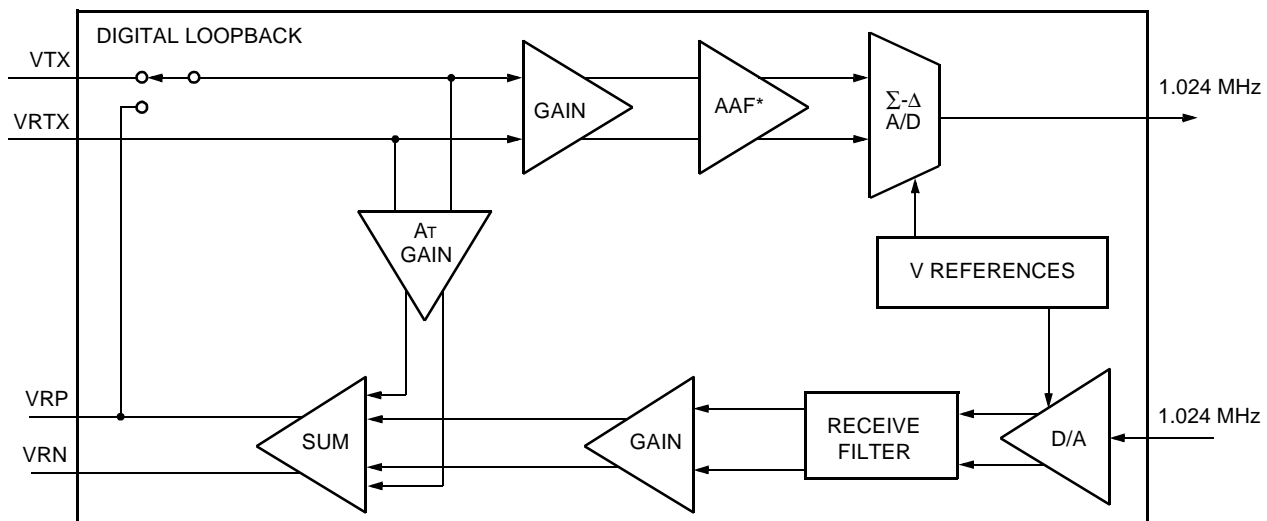 DIGITAL LOOPBACK
VTX
VRTX
GAIN
AAF*
Σ-Δ
A/D
1.024 MHz
AT
GAIN
V REFERENCES
VRP
VRN
SUM
GAIN
RECEIVE
FILTER
D/A
1.024 MHz